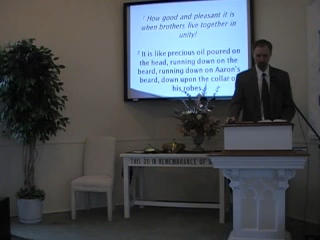 ¹ How good and pleasant it is
when brothers live together in
unity!
² It is like precious oil poured on
the head, running down on the
beard, running down on Aaron's
beard, down upon the collar of
his robes.
THIS DO IN REMEMBRANCE OF